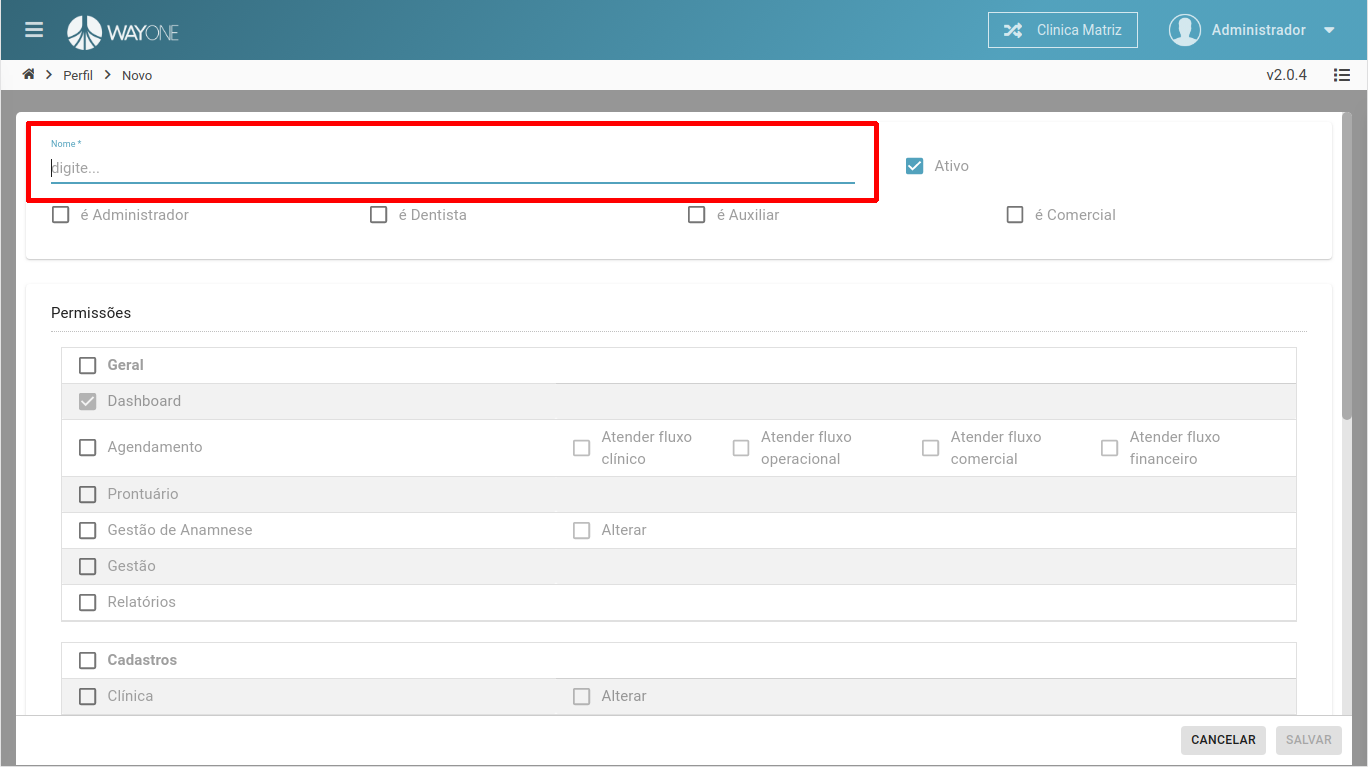 WAYONE
Clinica Matriz
Administrador
Perfil
Novo
v2.0.4
Nome *
digite...
Ativo
é Administrador
é Dentista
é Auxiliar
é Comercial
Permissões
Geral
Dashboard
Agendamento
Atender fluxo
clínico
Atender fluxo
operacional
Atender fluxo
comercial
Atender fluxo
financeiro
Prontuário
Gestão de Anamnese
Alterar
Gestão
Relatórios
Cadastros
Clínica
Alterar
CANCELAR
SALVAR